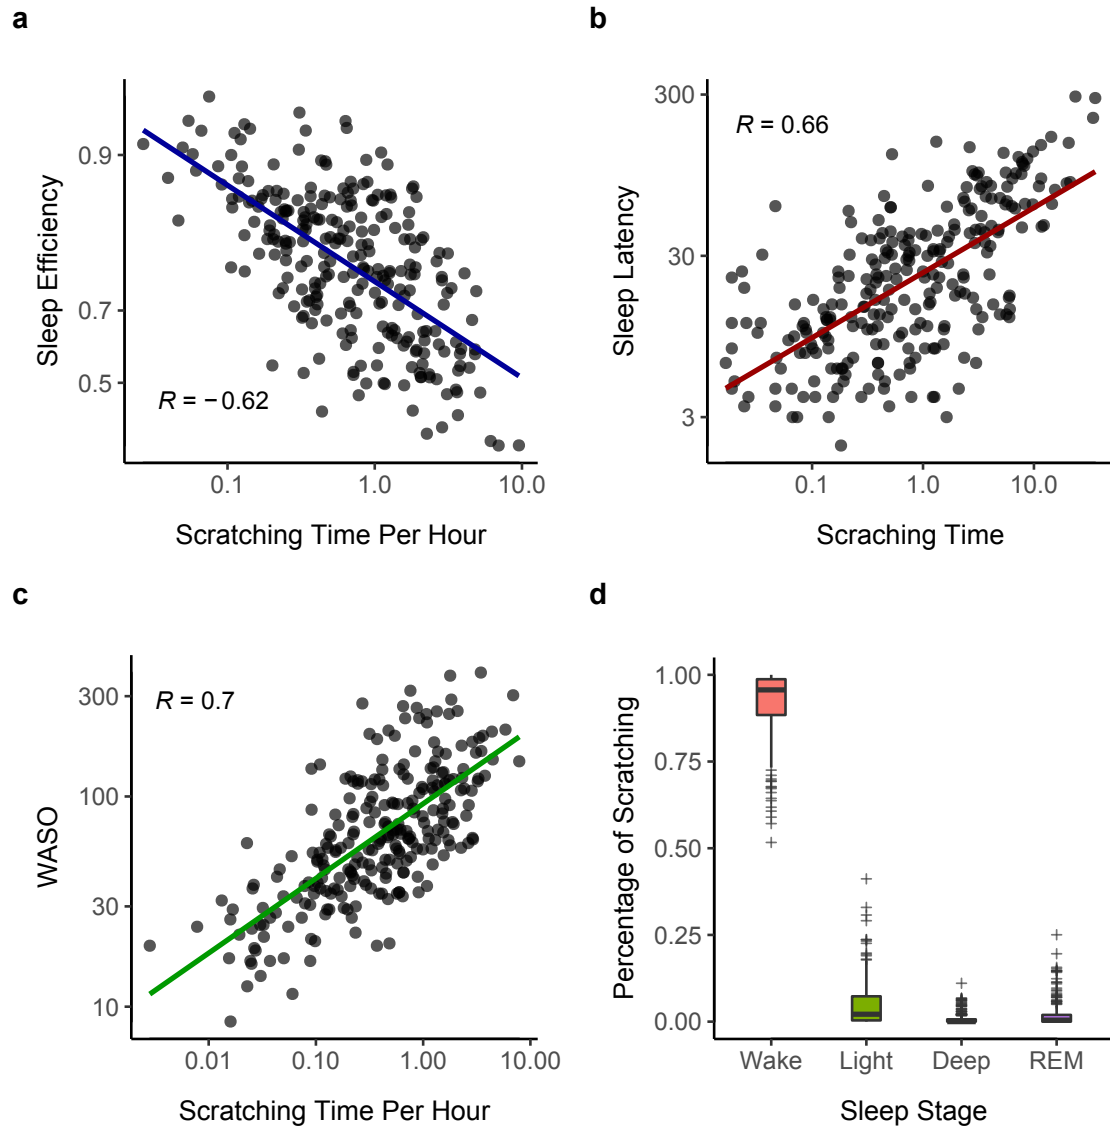 a
R = −0.62
0.9
0.7
0.5
Sleep Efficiency
0.1 1.0 10.0
Scratching Time Per Hour
b
R = 0.66
300
30
3
Sleep Latency
0.1 1.0 10.0
Scraching Time
c
R = 0.7
300
100
30
10
WASO
0.01 0.10 1.00 10.00
Scratching Time Per Hour
d
1.00
0.75
0.50
0.25
0.00
Percentage of Scratching
Wake Light Deep REM
Sleep Stage